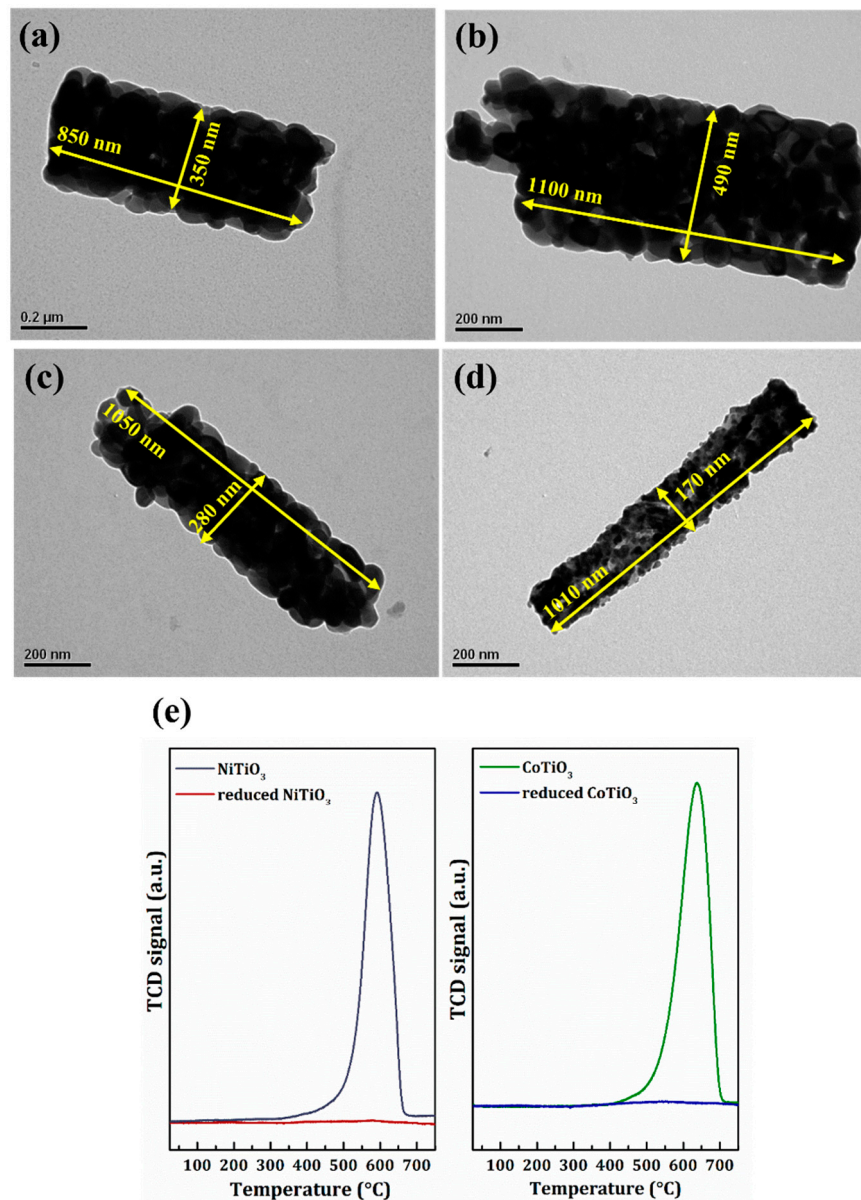 (a)
850 nm
350 nm
0.2 µm
(b)
490 nm
1100 nm
200 nm
(c)
1050 nm
280 nm
200 nm
(d)
170 nm
1010 nm
200 nm
(e)
NiTiO₃
reduced NiTiO₃
TCD signal (a.u.)
100 200 300 400 500 600 700
Temperature (°C)
CoTiO₃
reduced CoTiO₃
TCD signal (a.u.)
100 200 300 400 500 600 700
Temperature (°C)